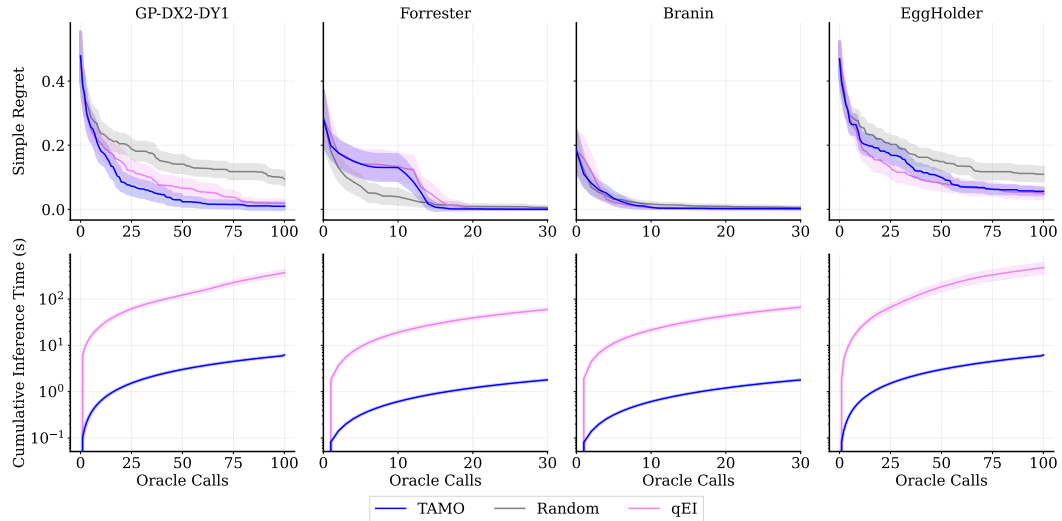 GP-DX2-DY1 Forrester Branin EggHolder
Simple Regret
0.4
0.2
0.0
0 25 50 75 100 0 10 20 30 0 10 20 30 0 25 50 75 100
Cumulative Inference Time (s)
10²
10¹
10⁰
10⁻¹
0 25 50 75 100 0 10 20 30 0 10 20 30 0 25 50 75 100
Oracle Calls Oracle Calls Oracle Calls Oracle Calls
TAMO Random qEI